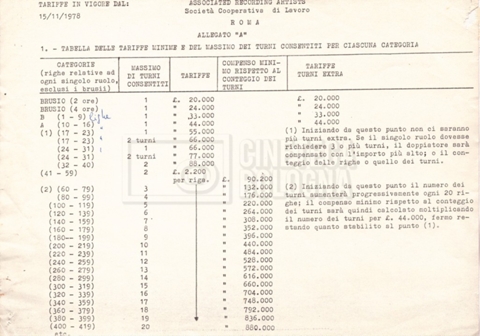 TARIFFE IN VIGORE DAL: ASSOCIATED RECORDING ARTISTS
Società Cooperativa di Lavoro
15/11/1978
R O M A
ALLEGATO "A"
1. - TABELLA DELLE TARIFFE MINIME E DEL MASSIMO DEI TURNI CONSENTITI PER CIASCUNA CATEGORIA
CATEGORIE (righe relative ad ogni singolo ruolo, esclusi i brusii) MASSIMO DI TURNI CONSENTITI TARIFFE COMPENSO MINIMO RISPETTO AL CONTEGGIO DEI TURNI TARIFFE TURNI EXTRA
BRUSIO (2 ore) 1 £. 20.000 £. 20.000
BRUSIO (4 ore) 1 " 24.000 " 24.000
B (1 - 9) righe 1 " 33.000 " 33.000
A (10 - 16) " 1 " 44.000 " 44.000
(1) (17 - 23) 1 " 55.000
(17 - 23) 2 turni " 66.000
(24 - 31) 1 " 66.000
(24 - 31) 2 turni " 77.000
(32 - 40) 2 " 88.000
(41 - 59) 2 £. 2.200 per riga. £. 90.200
(1) Iniziando da questo punto non ci saranno
più turni extra. Se il singolo ruolo dovesse
richiedere di più turni, il doppiatore sarà
compensato con l'importo più alto; o il con-
teggio delle righe o quello dei turni.
(2) (60 - 79) 3 " 132.000
(80 - 99) 4 " 176.000
(100 - 119) 5 " 220.000
(120 - 139) 6 " 264.000
(140 - 159) 7 " 308.000
(160 - 179) 8 " 352.000
(180 - 199) 9 " 396.000
(200 - 219) 10 " 440.000
(220 - 239) 11 " 484.000
(240 - 259) 12 " 528.000
(260 - 279) 13 " 572.000
(280 - 299) 14 " 616.000
(300 - 319) 15 " 660.000
(320 - 339) 16 " 704.000
(340 - 359) 17 " 748.000
(360 - 379) 18 " 792.000
(380 - 399) 19 " 836.000
(400 - 419) 20 " 880.000
etc.
(2) Iniziando da questo punto il numero dei
turni aumenterà progressivamente ogni 20 ri-
ghe; il compenso minimo rispetto al conteggio
dei turni sarà quindi calcolato moltiplicando
il numero dei turni per £. 44.000, fermo re-
stando quanto stabilito al punto (1).